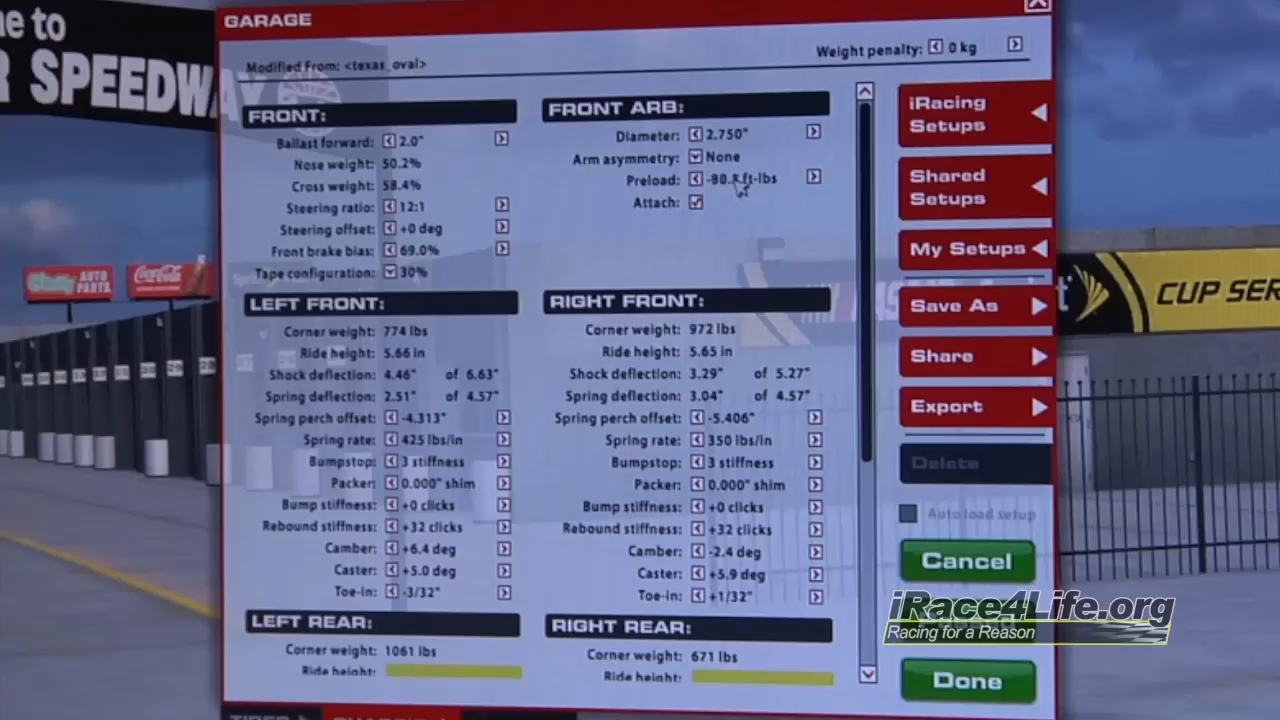 e to
R SPEEDWAY
GARAGE
Modified From: <texas_oval>
Weight penalty: 0 kg
FRONT:
Ballast forward: 2.0"
Nose weight: 50.2%
Cross weight: 58.4%
Steering ratio: 12:1
Steering offset: +0 deg
Front brake bias: 69.0%
Tape configuration: 30%
FRONT ARB:
Diameter: 2.750"
Arm asymmetry: None
Preload: ft-lbs
Attach:
LEFT FRONT:
Corner weight: 774 lbs
Ride height: 5.66 in
Shock deflection: 4.46" of 6.63"
Spring deflection: 2.51" of 4.57"
Spring perch offset: -4.313"
Spring rate: 425 lbs/in
Bumpstop: 3 stiffness
Packer: 0.000" shim
Bump stiffness: +0 clicks
Rebound stiffness: +32 clicks
Camber: +6.4 deg
Caster: +5.0 deg
Toe-in: -3/32"
RIGHT FRONT:
Corner weight: 972 lbs
Ride height: 5.65 in
Shock deflection: 3.29" of 5.27"
Spring deflection: 3.04" of 4.57"
Spring perch offset: -5.406"
Spring rate: 350 lbs/in
Bumpstop: 3 stiffness
Packer: 0.000" shim
Bump stiffness: +0 clicks
Rebound stiffness: +32 clicks
Camber: -2.4 deg
Caster: +5.9 deg
Toe-in: +1/32"
LEFT REAR:
Corner weight: 1061 lbs
Ride height:
RIGHT REAR:
Corner weight: 671 lbs
Ride height:
iRacing
Setups
Shared
Setups
My Setups
Save As
Share
Export
Delete
Auto load setup
Cancel
iRace4Life.org
Racing for a Reason
Done
AUTO
PARTS
Coca-Cola
CUP SER